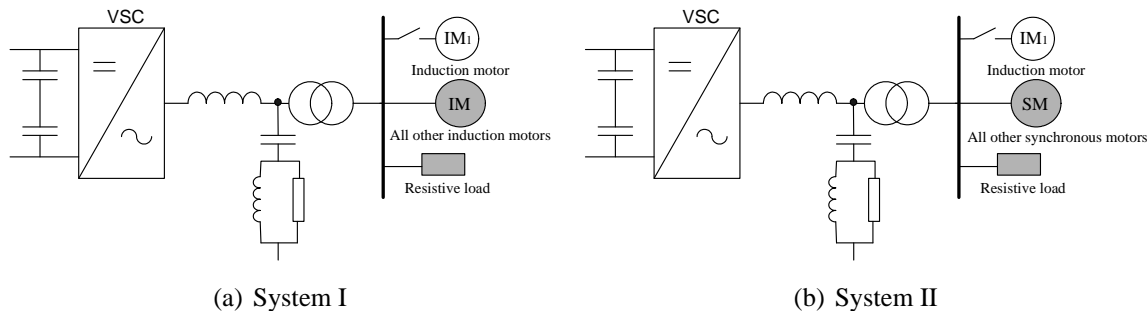 VSC
IM1
Induction motor
IM
All other induction motors
Resistive load
(a) System I
VSC
IM1
Induction motor
SM
All other synchronous motors
Resistive load
(b) System II